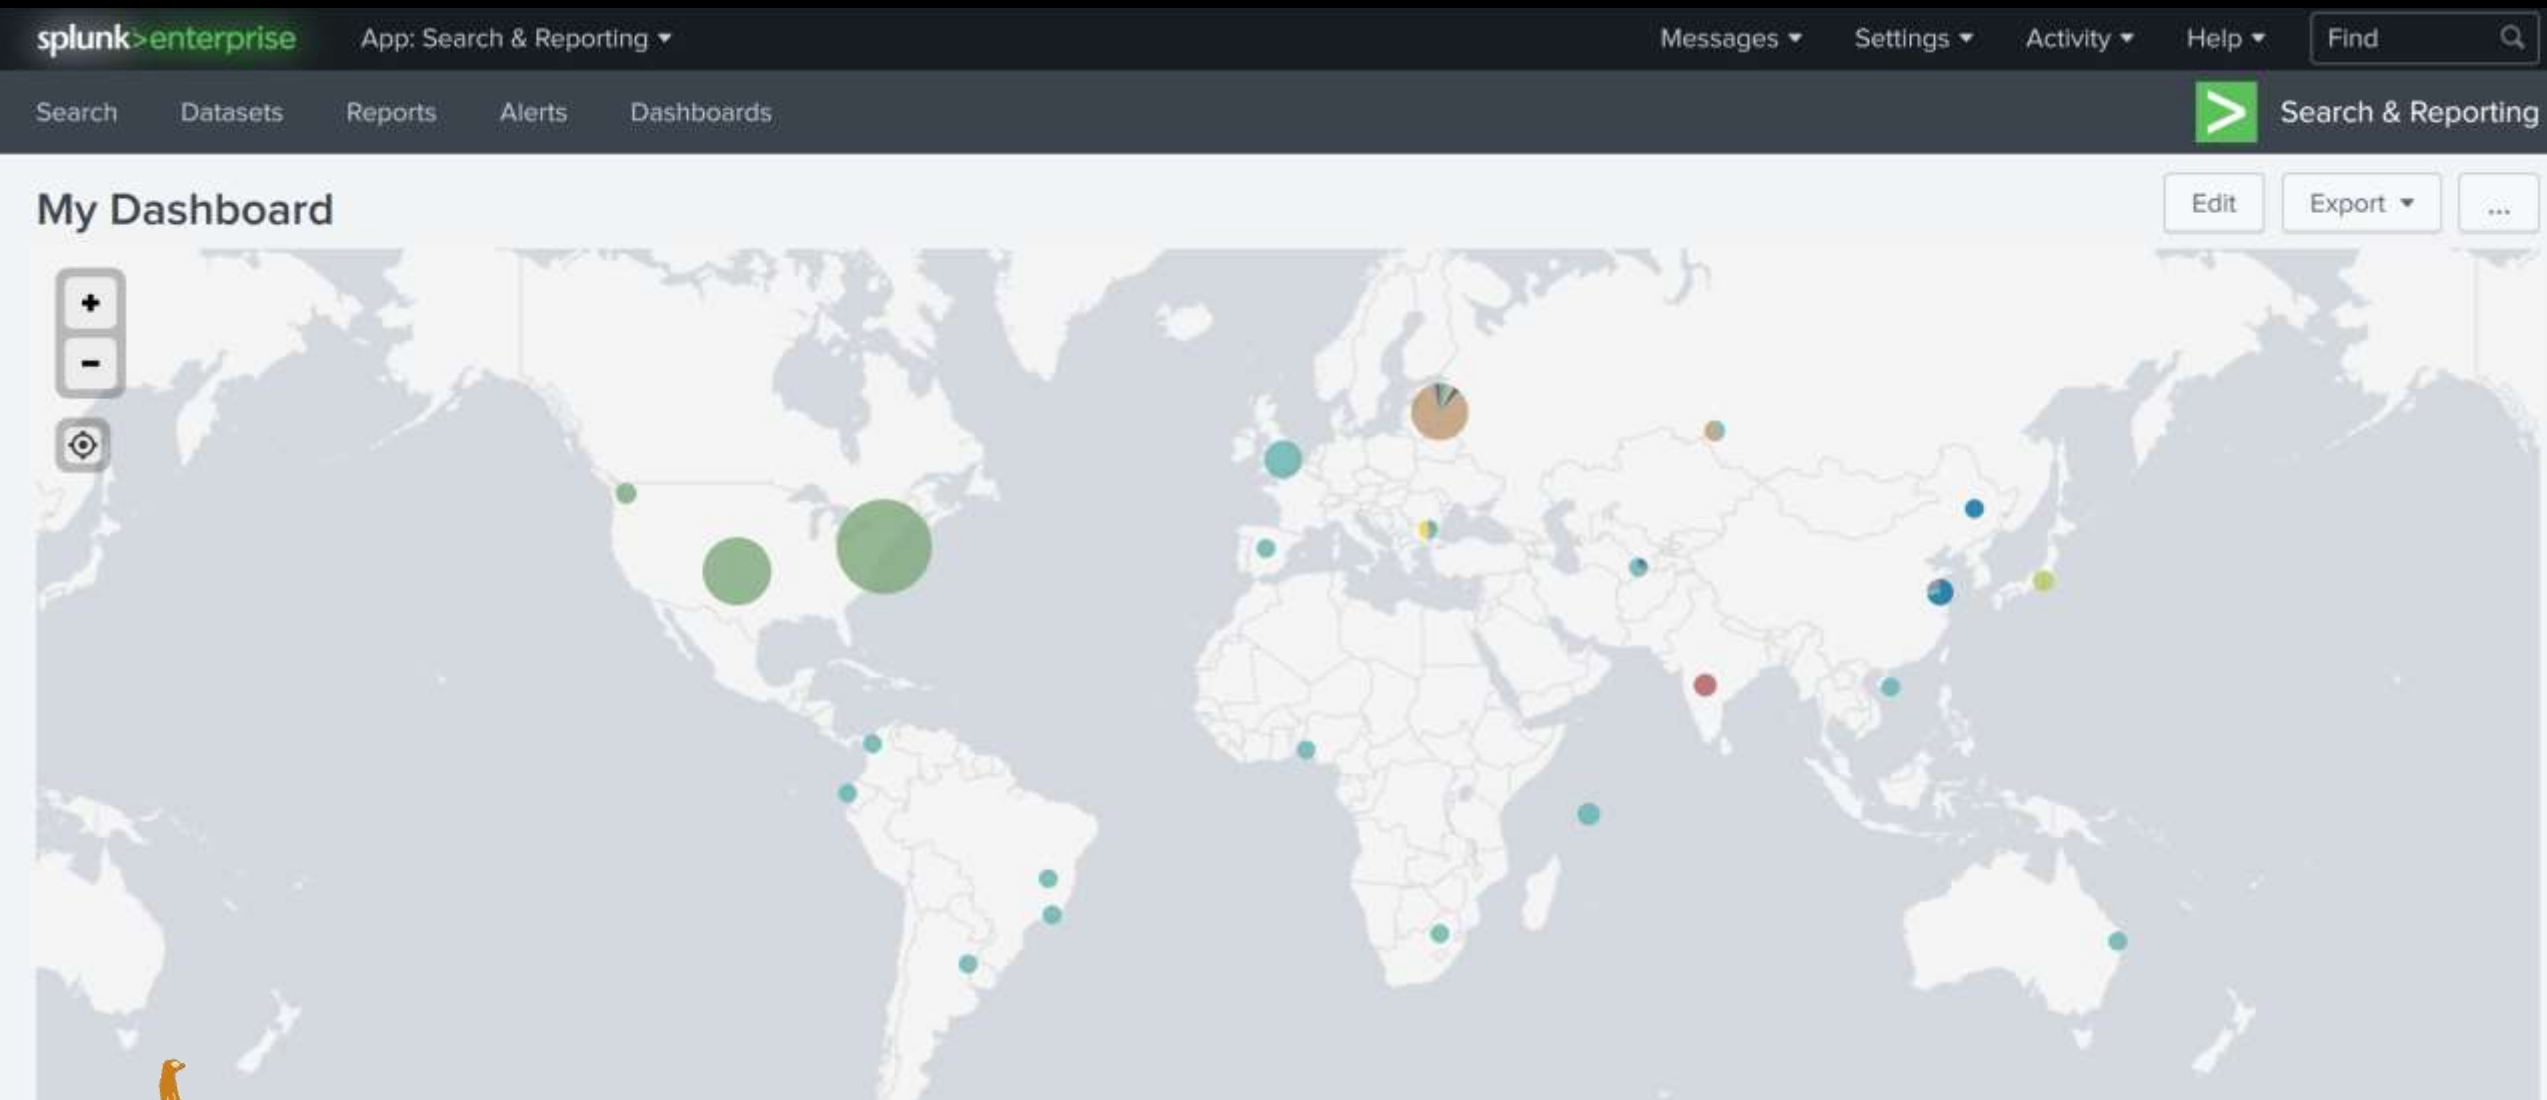 splunk>enterprise App: Search & Reporting Messages Settings Activity Help Find
Search Datasets Reports Alerts Dashboards Search & Reporting
My Dashboard Edit Export ...
+
-